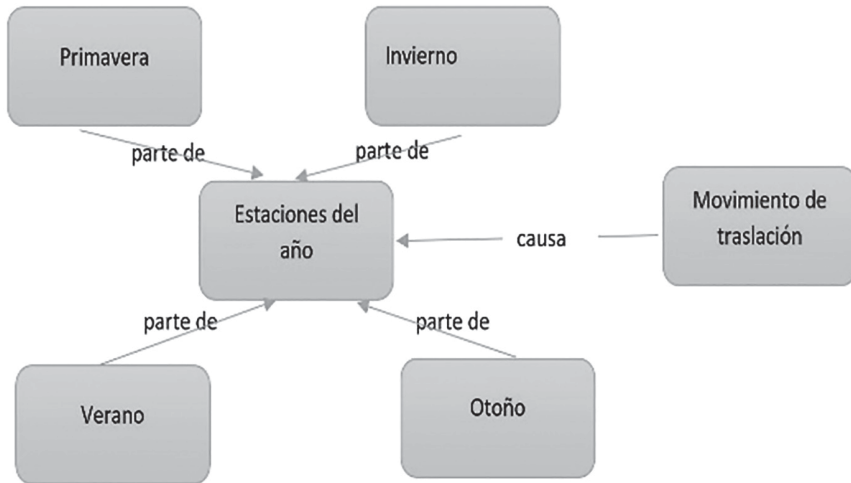 Primavera
Invierno
parte de
parte de
Estaciones del
año
causa
Movimiento de
traslación
parte de
parte de
Verano
Otoño